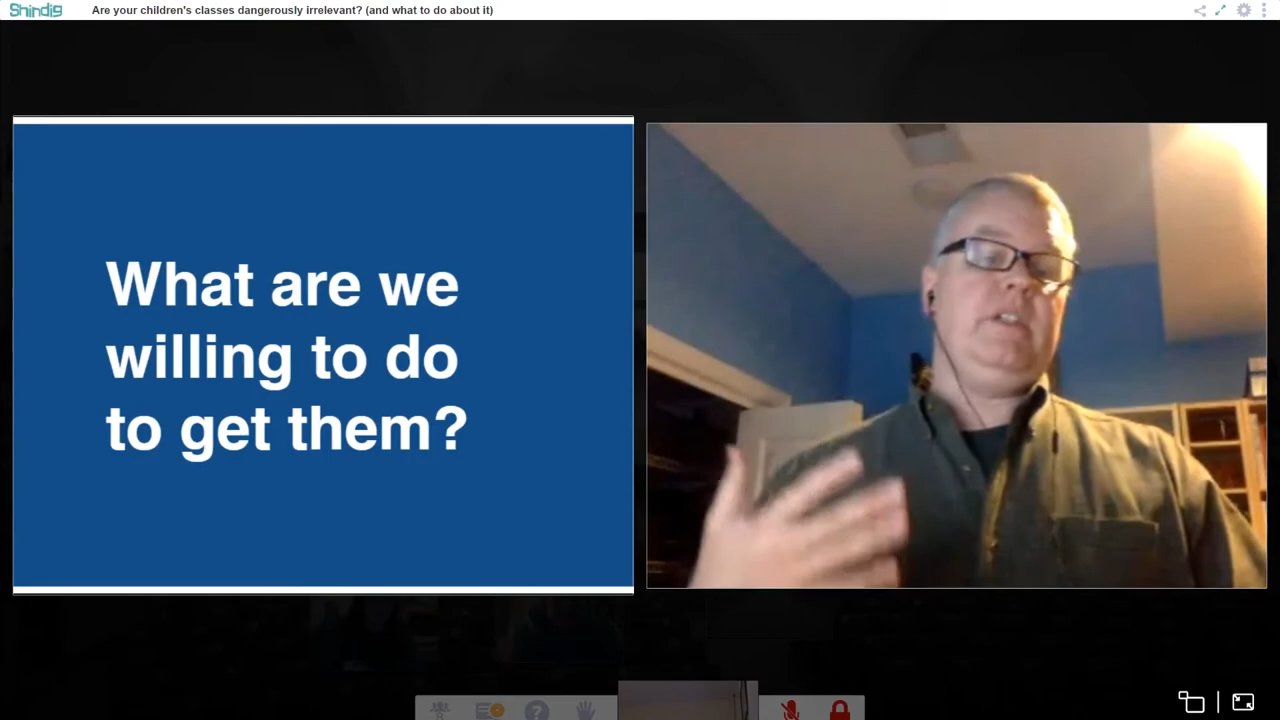 Shindig
Are your children's classes dangerously irrelevant? (and what to do about it)
What are we
willing to do
to get them?